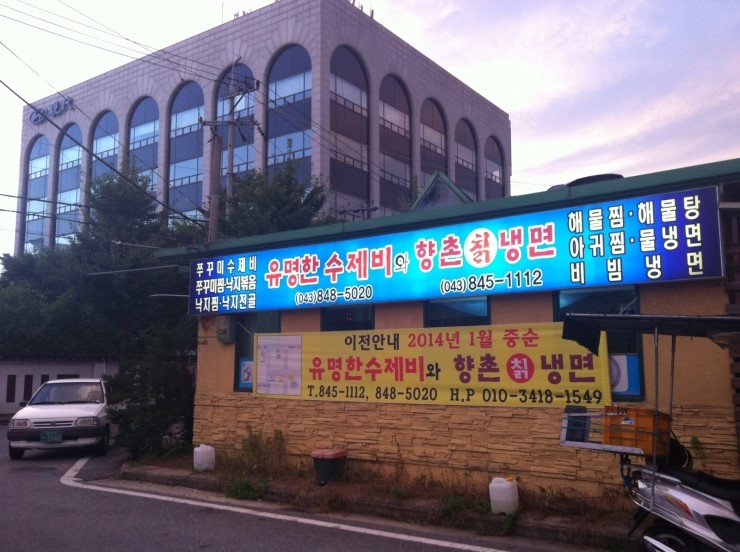 쭈꾸미수제비
쭈꾸미찜·낙지볶음
낙지찜·낙지전골
유명한 수제비와 향촌 칡 냉면
(043)848-5020
(043)845-1112
해물찜·해물탕
아귀찜·물냉면
비빔냉면
이전안내 2014년 1월 중순
유명한수제비와 향촌 칡 냉면
T.845-1112, 848-5020 H.P 010-3418-1549